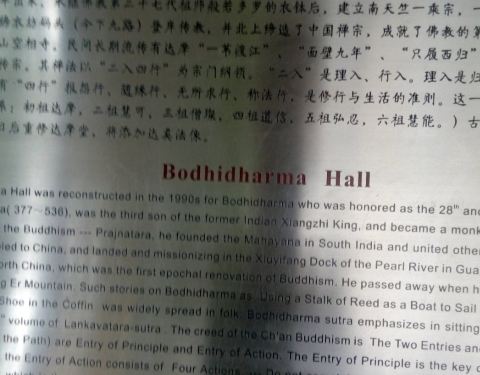 承继佛教第二十七代祖师般若多罗的衣钵后，建立南天竺一乘宗，
绣衣坊码头（今下九路）登岸传教，并北上缔造了中国禅宗，成就了佛教的第
山空相寺。民间长期流传有达摩“一苇渡江”、“面壁九年”、“只履西归”
传宗，其禅法以“二入四行”为宗门纲领。“二入”是理入、行入。理入是归
有“四行”报怨行，随缘行，无所求行，称法行，是修行与生活的准则。这一
，初祖达摩，二祖慧可，三祖僧璨，四祖道信，五祖弘忍，六祖慧能。）古
日后重修达摩堂，将添加达奚法像。
Bodhidharma Hall
a Hall was reconstructed in the 1990s for Bodhidharma who was honored as the 28th and
a( 377~536), was the third son of the former Indian Xiangzhi King, and became a monk
the Buddhism --- Prajnatara, he founded the Mahayana in South India and united other
led to China, and landed and missioning in the Xiuyifang Dock of the Pearl River in Gua
orth China, which was the first epochal renovation of Buddhism. He passed away when h
g Er Mountain. Such stories on Bodhidharma as Using a Stalk of Reed as a Boat to Sail
Shoe in the Coffin was widely spread in folk. Bodhidharma sutra emphasizes in sitting
" volume of Lankavatara-sutra. The creed of the Ch'an Buddhism is The Two Entries and
the Path) are Entry of Principle and Entry of Action. The Entry of Principle is the key o
the Entry of Action consists of Four Actions